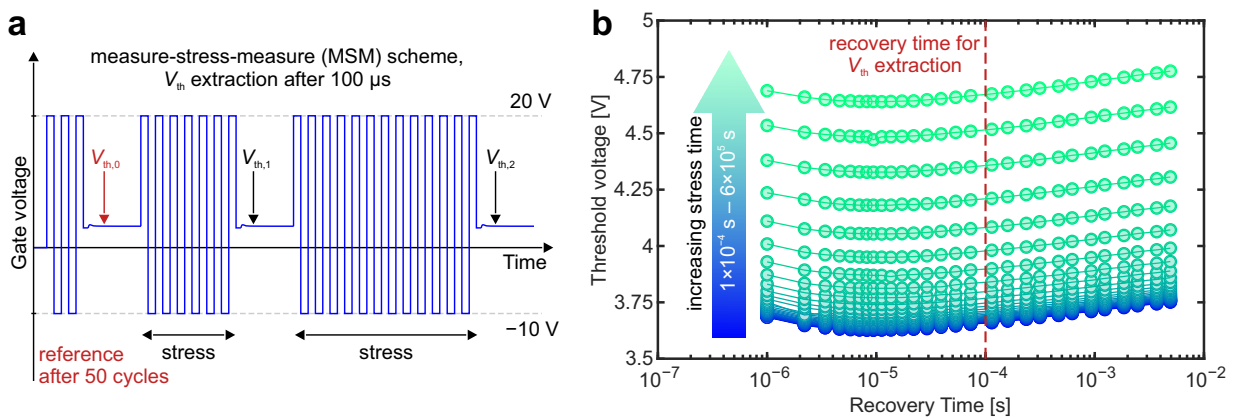 a
measure-stress-measure (MSM) scheme,
Vth extraction after 100 μs
20 V
Vth,0
Vth,1
Vth,2
Gate voltage
Time
−10 V
stress
stress
reference
after 50 cycles
b
recovery time for
Vth extraction
increasing stress time
1×10⁻⁴ s – 6×10⁵ s
Threshold voltage [V]
5
4.75
4.5
4.25
4
3.75
3.5
10⁻⁷
10⁻⁶
10⁻⁵
10⁻⁴
10⁻³
10⁻²
Recovery Time [s]